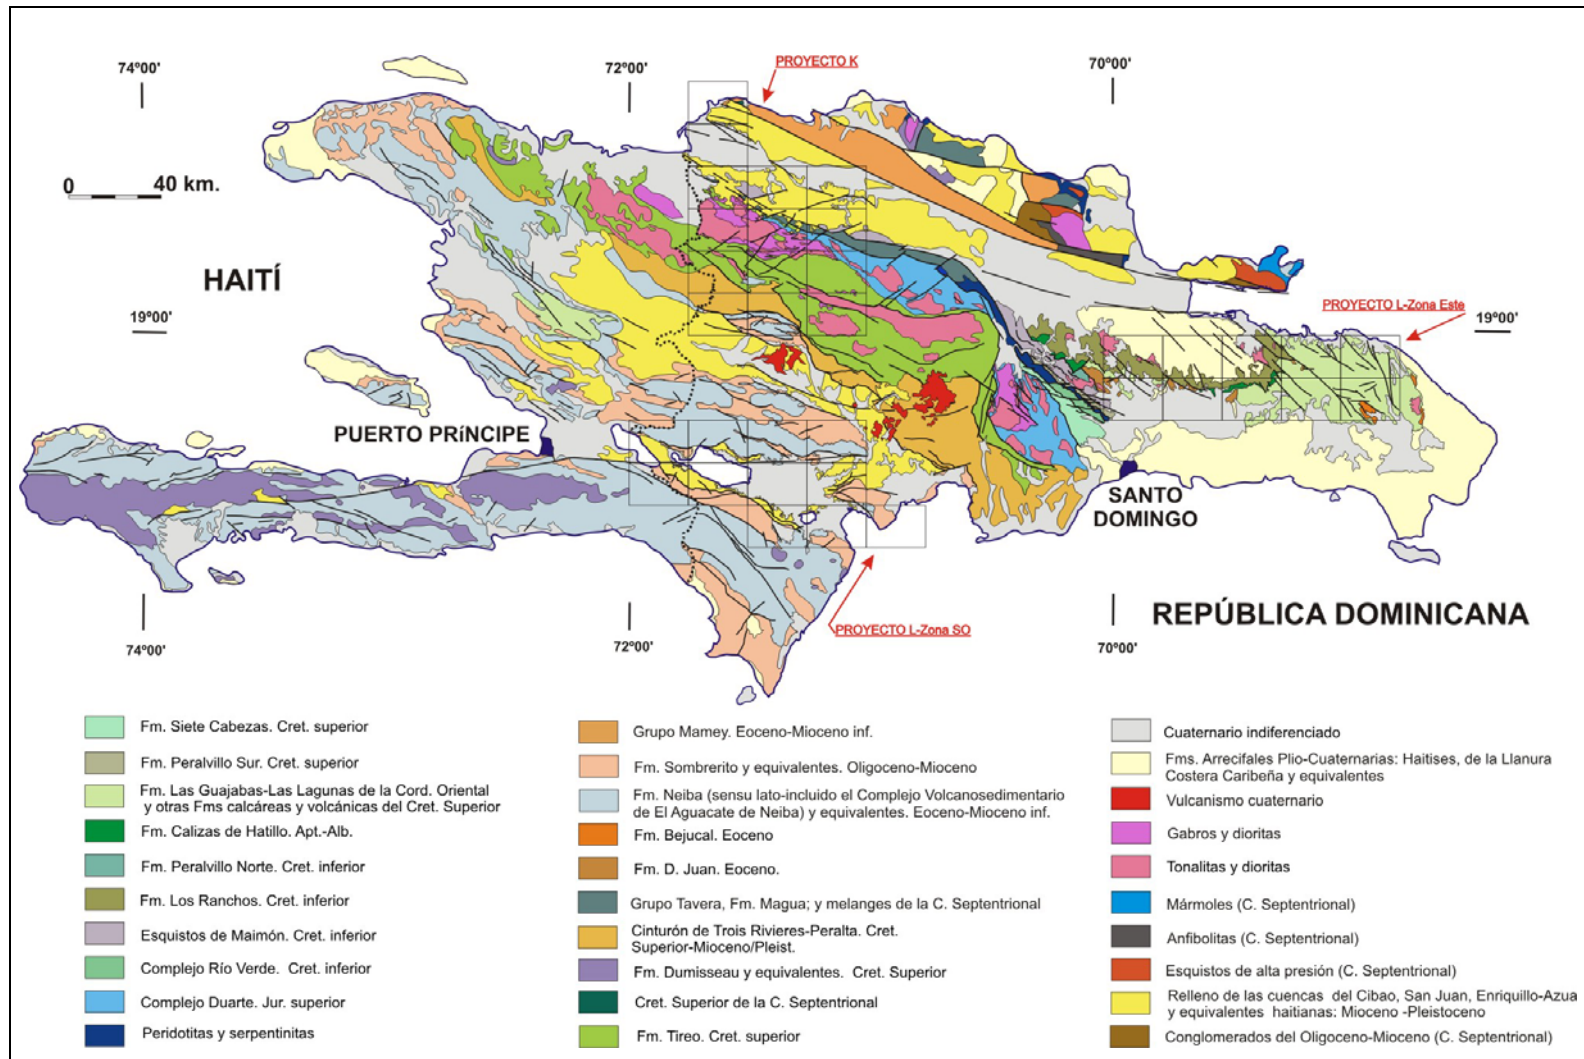 74°00'
72°00'
PROYECTO K
70°00'
0 40 km.
HAITÍ
19°00'
PROYECTO L-Zona Este
19°00'
PUERTO PRíNCIPE
SANTO
DOMINGO
REPÚBLICA DOMINICANA
PROYECTO L-Zona SO
74°00'
72°00'
70°00'
Fm. Siete Cabezas. Cret. superior
Fm. Peralvillo Sur. Cret. superior
Fm. Las Guajabas-Las Lagunas de la Cord. Oriental
y otras Fms calcáreas y volcánicas del Cret. Superior
Fm. Calizas de Hatillo. Apt.-Alb.
Fm. Peralvillo Norte. Cret. inferior
Fm. Los Ranchos. Cret. inferior
Esquistos de Maimón. Cret. inferior
Complejo Río Verde. Cret. inferior
Complejo Duarte. Jur. superior
Peridotitas y serpentinitas
Grupo Mamey. Eoceno-Mioceno inf.
Fm. Sombrerito y equivalentes. Oligoceno-Mioceno
Fm. Neiba (sensu lato-incluido el Complejo Volcanosedimentario
de El Aguacate de Neiba) y equivalentes. Eoceno-Mioceno inf.
Fm. Bejucal. Eoceno
Fm. D. Juan. Eoceno.
Grupo Tavera, Fm. Magua; y melanges de la C. Septentrional
Cinturón de Trois Rivieres-Peralta. Cret.
Superior-Mioceno/Pleist.
Fm. Dumisseau y equivalentes. Cret. Superior
Cret. Superior de la C. Septentrional
Fm. Tireo. Cret. superior
Cuaternario indiferenciado
Fms. Arrecifales Plio-Cuaternarias: Haitises, de la Llanura
Costera Caribeña y equivalentes
Vulcanismo cuaternario
Gabros y dioritas
Tonalitas y dioritas
Mármoles (C. Septentrional)
Anfibolitas (C. Septentrional)
Esquistos de alta presión (C. Septentrional)
Relleno de las cuencas del Cibao, San Juan, Enriquillo-Azua
y equivalentes haitianas: Mioceno -Pleistoceno
Conglomerados del Oligoceno-Mioceno (C. Septentrional)